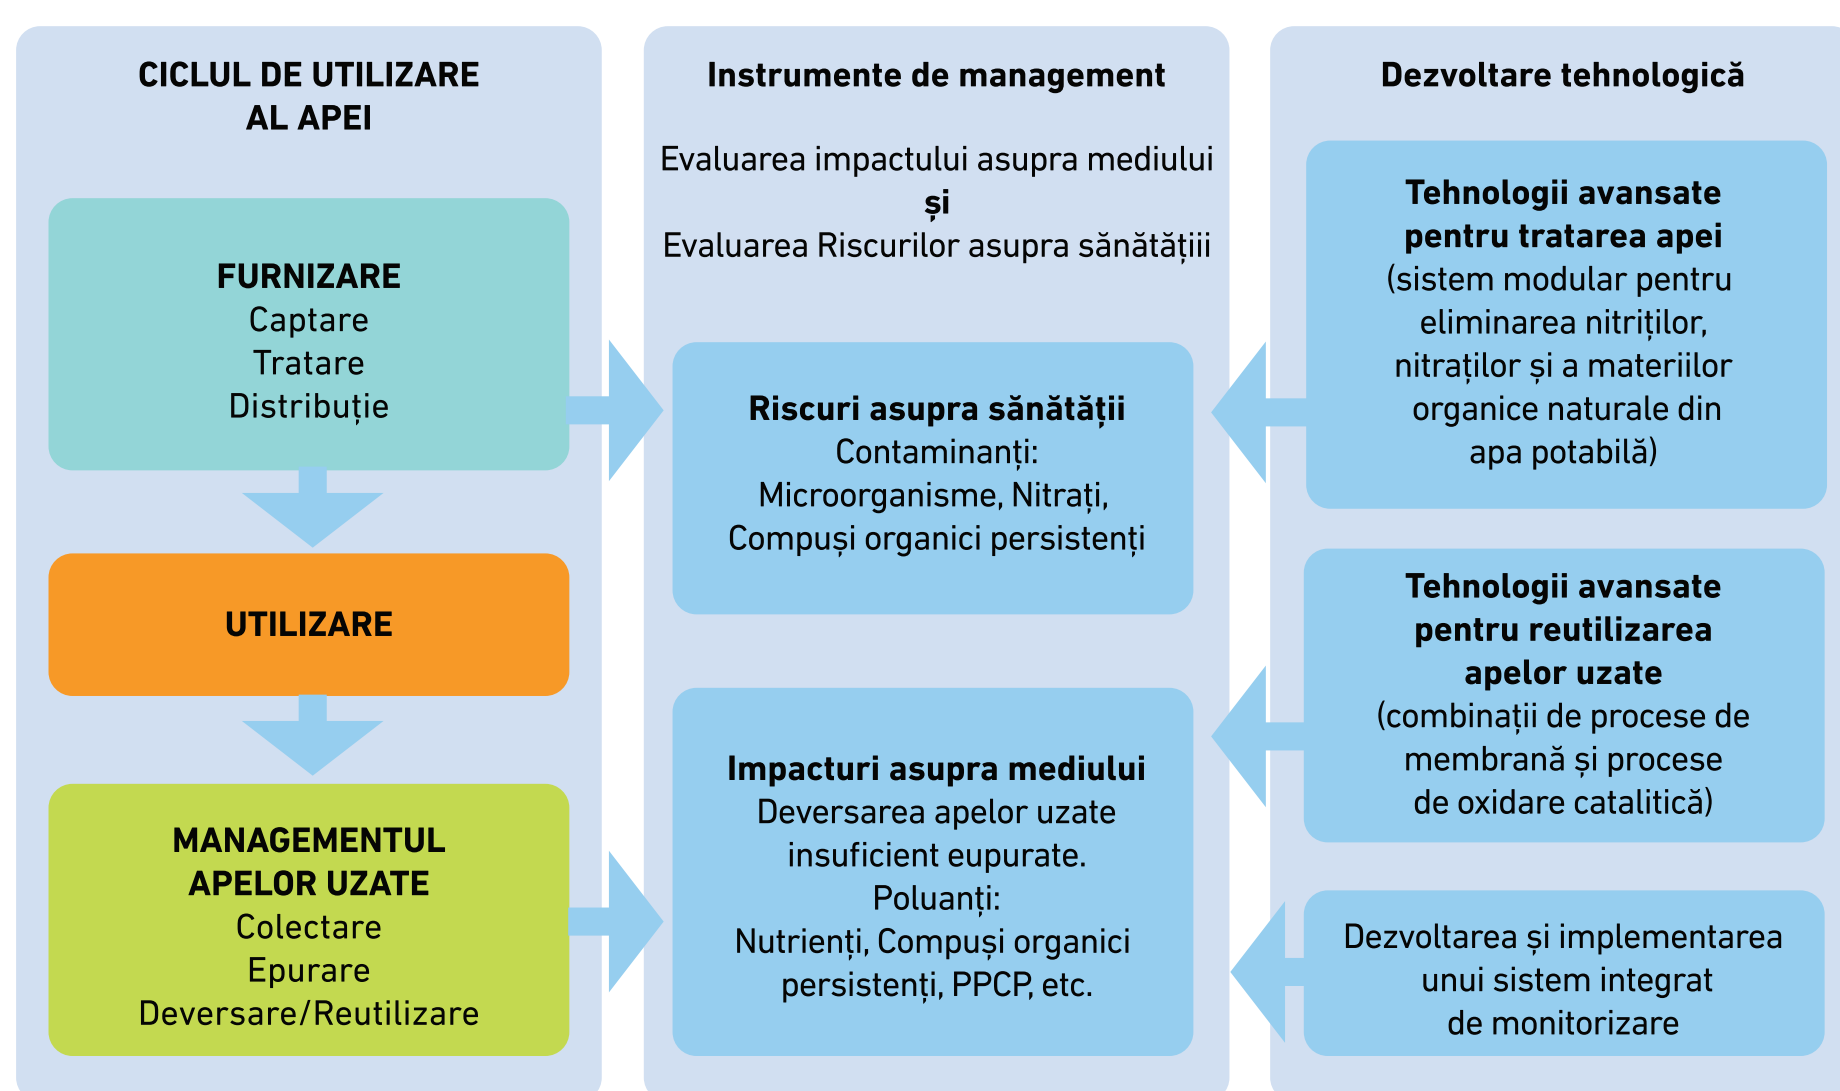 CICLUL DE UTILIZARE
AL APEI
FURNIZARE
Captare
Tratare
Distribuție
UTILIZARE
MANAGEMENTUL
APELOR UZATE
Colectare
Epurare
Deversare/Reutilizare
Instrumente de management
Evaluarea impactului asupra mediului
și
Evaluarea Riscurilor asupra sănătățiii
Riscuri asupra sănătății
Contaminanți:
Microorganisme, Nitrați,
Compuși organici persistenți
Impacturi asupra mediului
Deversarea apelor uzate
insuficient eupurate.
Poluanți:
Nutrienți, Compuși organici
persistenți, PPCP, etc.
Dezvoltare tehnologică
Tehnologii avansate
pentru tratarea apei
(sistem modular pentru
eliminarea nitriților,
nitraților și a materiilor
organice naturale din
apa potabilă)
Tehnologii avansate
pentru reutilizarea
apelor uzate
(combinații de procese de
membrană și procese
de oxidare catalitică)
Dezvoltarea și implementarea
unui sistem integrat
de monitorizare